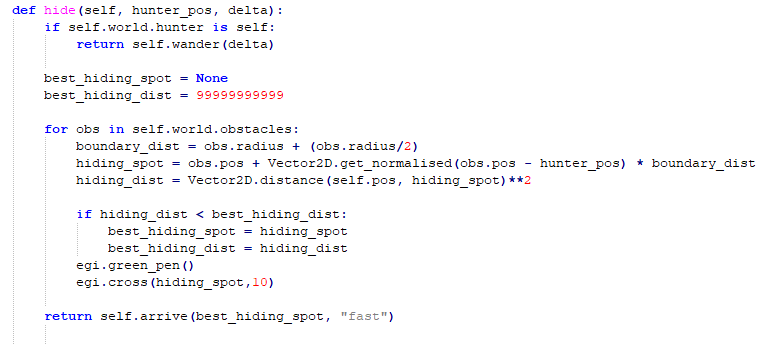 def hide(self, hunter_pos, delta):
    if self.world.hunter is self:
        return self.wander(delta)

    best_hiding_spot = None
    best_hiding_dist = 99999999999

    for obs in self.world.obstacles:
        boundary_dist = obs.radius + (obs.radius/2)
        hiding_spot = obs.pos + Vector2D.get_normalised(obs.pos - hunter_pos) * boundary_dist
        hiding_dist = Vector2D.distance(self.pos, hiding_spot)**2

        if hiding_dist < best_hiding_dist:
            best_hiding_spot = hiding_spot
            best_hiding_dist = hiding_dist
        egi.green_pen()
        egi.cross(hiding_spot,10)

    return self.arrive(best_hiding_spot, "fast")